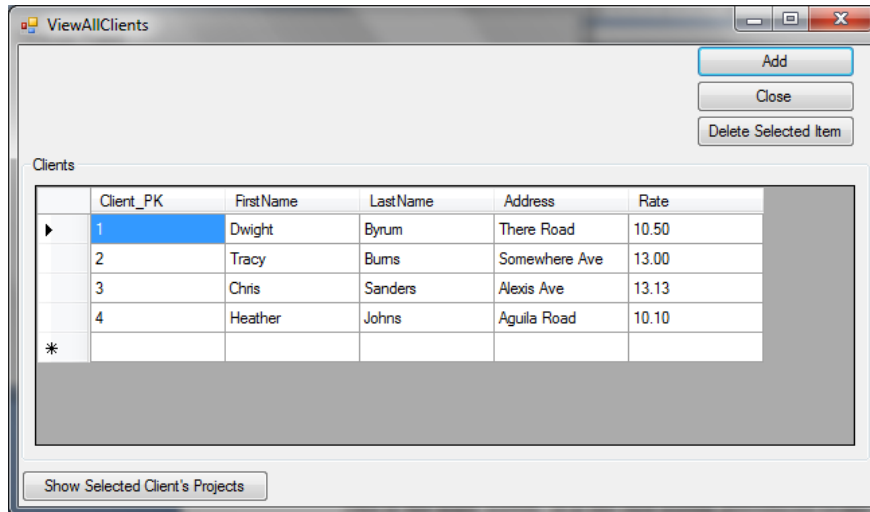 ViewAllClients
Add
Close
Delete Selected Item
Clients
Client_PK FirstName LastName Address Rate
1 Dwight Byrum There Road 10.50
2 Tracy Burns Somewhere Ave 13.00
3 Chris Sanders Alexis Ave 13.13
4 Heather Johns Aguila Road 10.10
Show Selected Client's Projects